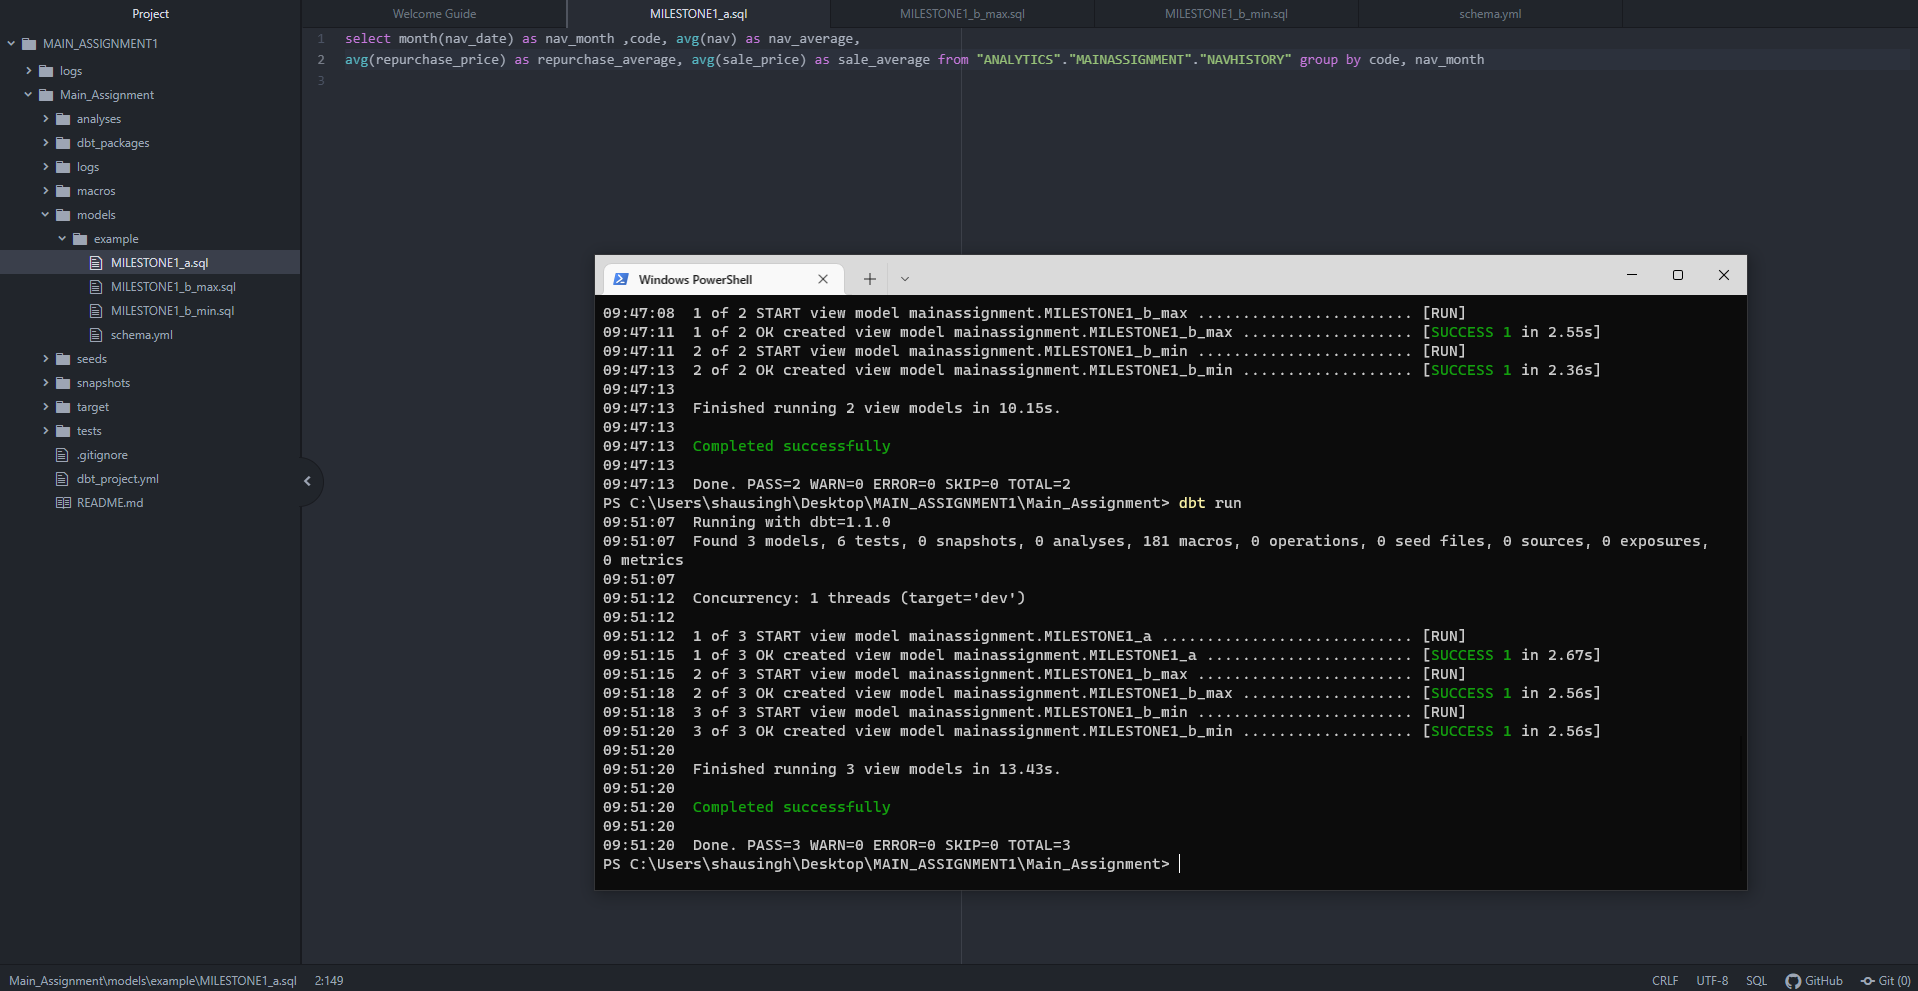 Project
MAIN_ASSIGNMENT1
logs
Main_Assignment
analyses
dbt_packages
logs
macros
models
example
MILESTONE1_a.sql
MILESTONE1_b_max.sql
MILESTONE1_b_min.sql
schema.yml
seeds
snapshots
target
tests
.gitignore
dbt_project.yml
README.md
Welcome Guide
MILESTONE1_a.sql
MILESTONE1_b_max.sql
MILESTONE1_b_min.sql
schema.yml
1 select month(nav_date) as nav_month ,code, avg(nav) as nav_average,
2 avg(repurchase_price) as repurchase_average, avg(sale_price) as sale_average from "ANALYTICS"."MAINASSIGNMENT"."NAVHISTORY" group by code, nav_month
3
Windows PowerShell
09:47:08 1 of 2 START view model mainassignment.MILESTONE1_b_max ........................ [RUN]
09:47:11 1 of 2 OK created view model mainassignment.MILESTONE1_b_max ................... [SUCCESS 1 in 2.55s]
09:47:11 2 of 2 START view model mainassignment.MILESTONE1_b_min ........................ [RUN]
09:47:13 2 of 2 OK created view model mainassignment.MILESTONE1_b_min ................... [SUCCESS 1 in 2.36s]
09:47:13
09:47:13 Finished running 2 view models in 10.15s.
09:47:13
09:47:13 Completed successfully
09:47:13
09:47:13 Done. PASS=2 WARN=0 ERROR=0 SKIP=0 TOTAL=2
PS C:\Users\shausingh\Desktop\MAIN_ASSIGNMENT1\Main_Assignment> dbt run
09:51:07 Running with dbt=1.1.0
09:51:07 Found 3 models, 6 tests, 0 snapshots, 0 analyses, 181 macros, 0 operations, 0 seed files, 0 sources, 0 exposures,
0 metrics
09:51:07
09:51:12 Concurrency: 1 threads (target='dev')
09:51:12
09:51:12 1 of 3 START view model mainassignment.MILESTONE1_a ............................ [RUN]
09:51:15 1 of 3 OK created view model mainassignment.MILESTONE1_a ....................... [SUCCESS 1 in 2.67s]
09:51:15 2 of 3 START view model mainassignment.MILESTONE1_b_max ........................ [RUN]
09:51:18 2 of 3 OK created view model mainassignment.MILESTONE1_b_max ................... [SUCCESS 1 in 2.56s]
09:51:18 3 of 3 START view model mainassignment.MILESTONE1_b_min ........................ [RUN]
09:51:20 3 of 3 OK created view model mainassignment.MILESTONE1_b_min ................... [SUCCESS 1 in 2.56s]
09:51:20
09:51:20 Finished running 3 view models in 13.43s.
09:51:20
09:51:20 Completed successfully
09:51:20
09:51:20 Done. PASS=3 WARN=0 ERROR=0 SKIP=0 TOTAL=3
PS C:\Users\shausingh\Desktop\MAIN_ASSIGNMENT1\Main_Assignment>
Main_Assignment\models\example\MILESTONE1_a.sql 2:149
CRLF UTF-8 SQL GitHub Git (0)